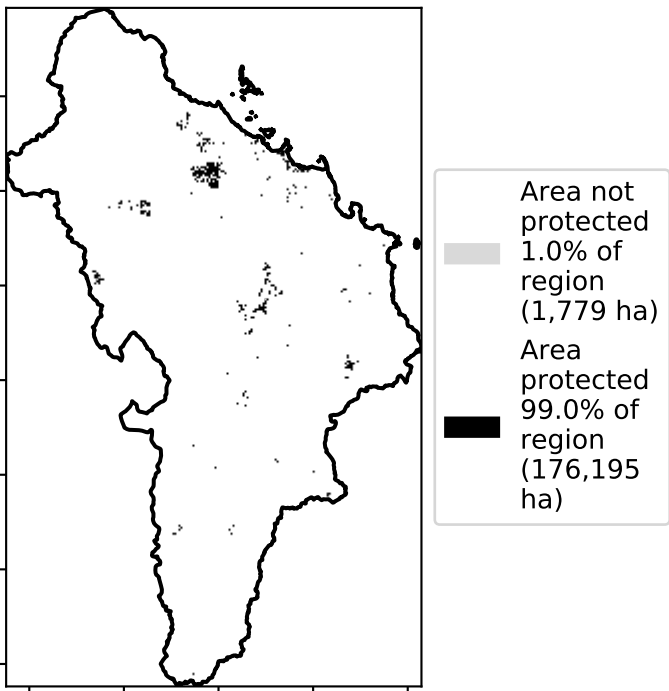 Area not
protected
1.0% of
region
(1,779 ha)
Area
protected
99.0% of
region
(176,195
ha)